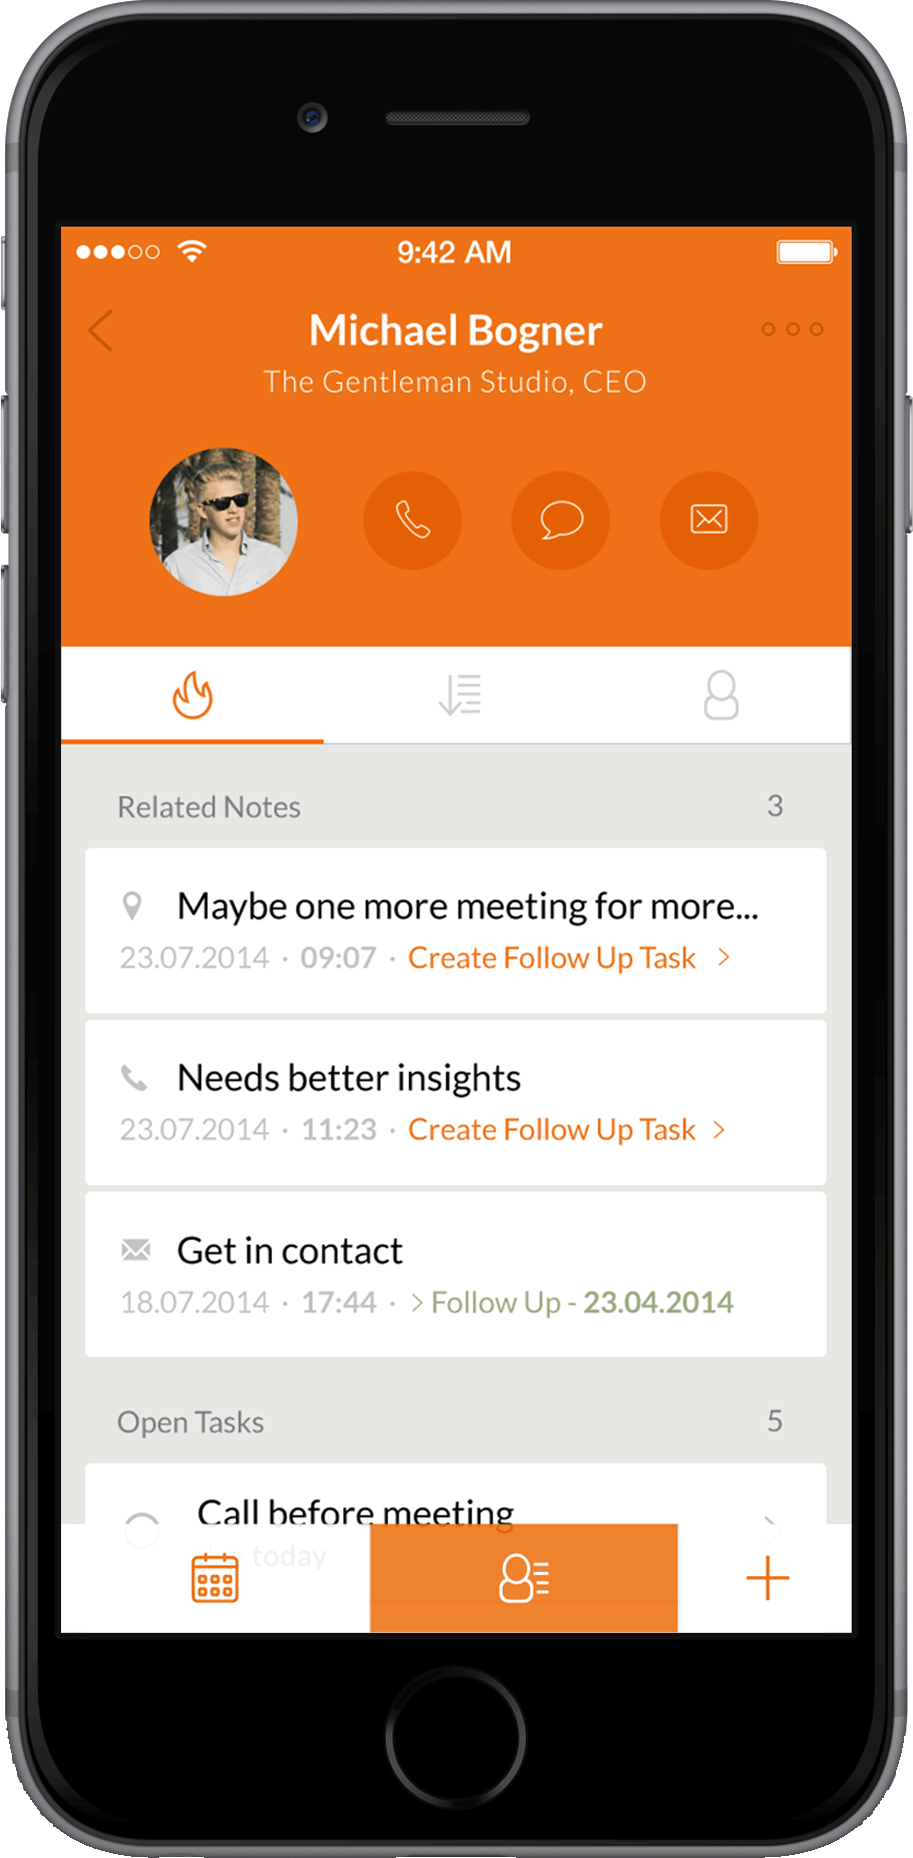 9:42 AM
Michael Bogner
The Gentleman Studio, CEO
Related Notes 3
Maybe one more meeting for more...
23.07.2014 · 09:07 · Create Follow Up Task >
Needs better insights
23.07.2014 · 11:23 · Create Follow Up Task >
Get in contact
18.07.2014 · 17:44 · > Follow Up - 23.04.2014
Open Tasks 5
Call before meeting
today